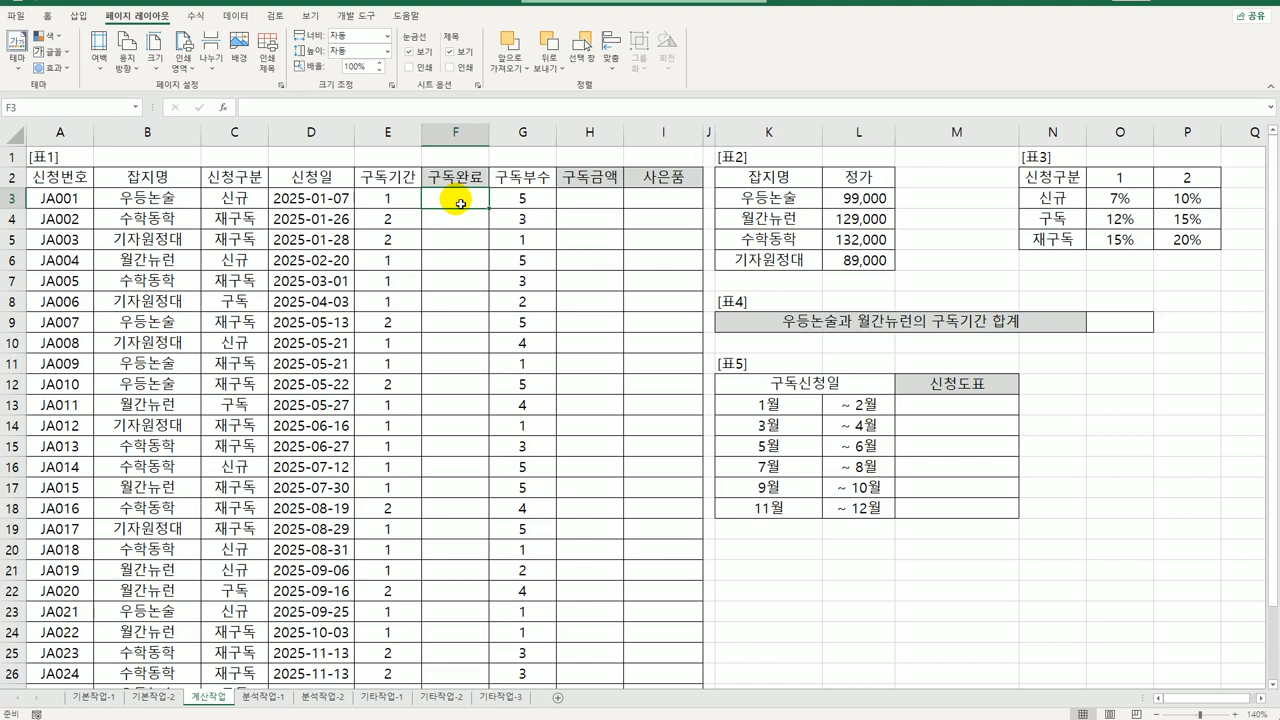 파일 홈 삽입 페이지 레이아웃 수식 데이터 검토 보기 개발 도구 도움말 공유
색 너비: 자동 눈금선 제목
가가 글꼴 높이: 자동 보기 보기
테마 효과 여백 용지 방향 크기 인쇄 영역 나누기 배경 인쇄 제목 배율: 100% 인쇄 인쇄 앞으로 가져오기 뒤로 보내기 선택 창 맞춤 그룹화 회전
테마 페이지 설정 크기 조정 시트 옵션 정렬
F3 fx
A B C D E F G H I J K L M N O P Q
1 [표1] [표2] [표3]
2 신청번호 잡지명 신청구분 신청일 구독기간 구독완료 구독부수 구독금액 사은품 잡지명 정가 신청구분 1 2
3 JA001 우등논술 신규 2025-01-07 1 5 우등논술 99,000 신규 7% 10%
4 JA002 수학동학 재구독 2025-01-26 2 3 월간뉴런 129,000 구독 12% 15%
5 JA003 기자원정대 재구독 2025-01-28 2 1 수학동학 132,000 재구독 15% 20%
6 JA004 월간뉴런 신규 2025-02-20 1 5 기자원정대 89,000
7 JA005 수학동학 재구독 2025-03-01 1 3
8 JA006 기자원정대 구독 2025-04-03 1 2 [표4]
9 JA007 우등논술 재구독 2025-05-13 2 5 우등논술과 월간뉴런의 구독기간 합계
10 JA008 기자원정대 신규 2025-05-21 1 4
11 JA009 우등논술 재구독 2025-05-21 1 1 [표5]
12 JA010 우등논술 재구독 2025-05-22 2 5 구독신청일 신청도표
13 JA011 월간뉴런 구독 2025-05-27 1 4 1월 ~ 2월
14 JA012 기자원정대 재구독 2025-06-16 1 1 3월 ~ 4월
15 JA013 수학동학 재구독 2025-06-27 1 3 5월 ~ 6월
16 JA014 수학동학 신규 2025-07-12 1 5 7월 ~ 8월
17 JA015 월간뉴런 재구독 2025-07-30 1 5 9월 ~ 10월
18 JA016 수학동학 재구독 2025-08-19 2 4 11월 ~ 12월
19 JA017 기자원정대 재구독 2025-08-29 1 5
20 JA018 수학동학 신규 2025-08-31 1 1
21 JA019 월간뉴런 신규 2025-09-06 1 2
22 JA020 월간뉴런 구독 2025-09-16 2 4
23 JA021 우등논술 신규 2025-09-25 1 1
24 JA022 월간뉴런 재구독 2025-10-03 1 1
25 JA023 수학동학 재구독 2025-11-13 2 3
26 JA024 수학동학 재구독 2025-11-13 2 3
기본작업-1 기본작업-2 계산작업 분석작업-1 분석작업-2 기타작업-1 기타작업-2 기타작업-3
준비 140%